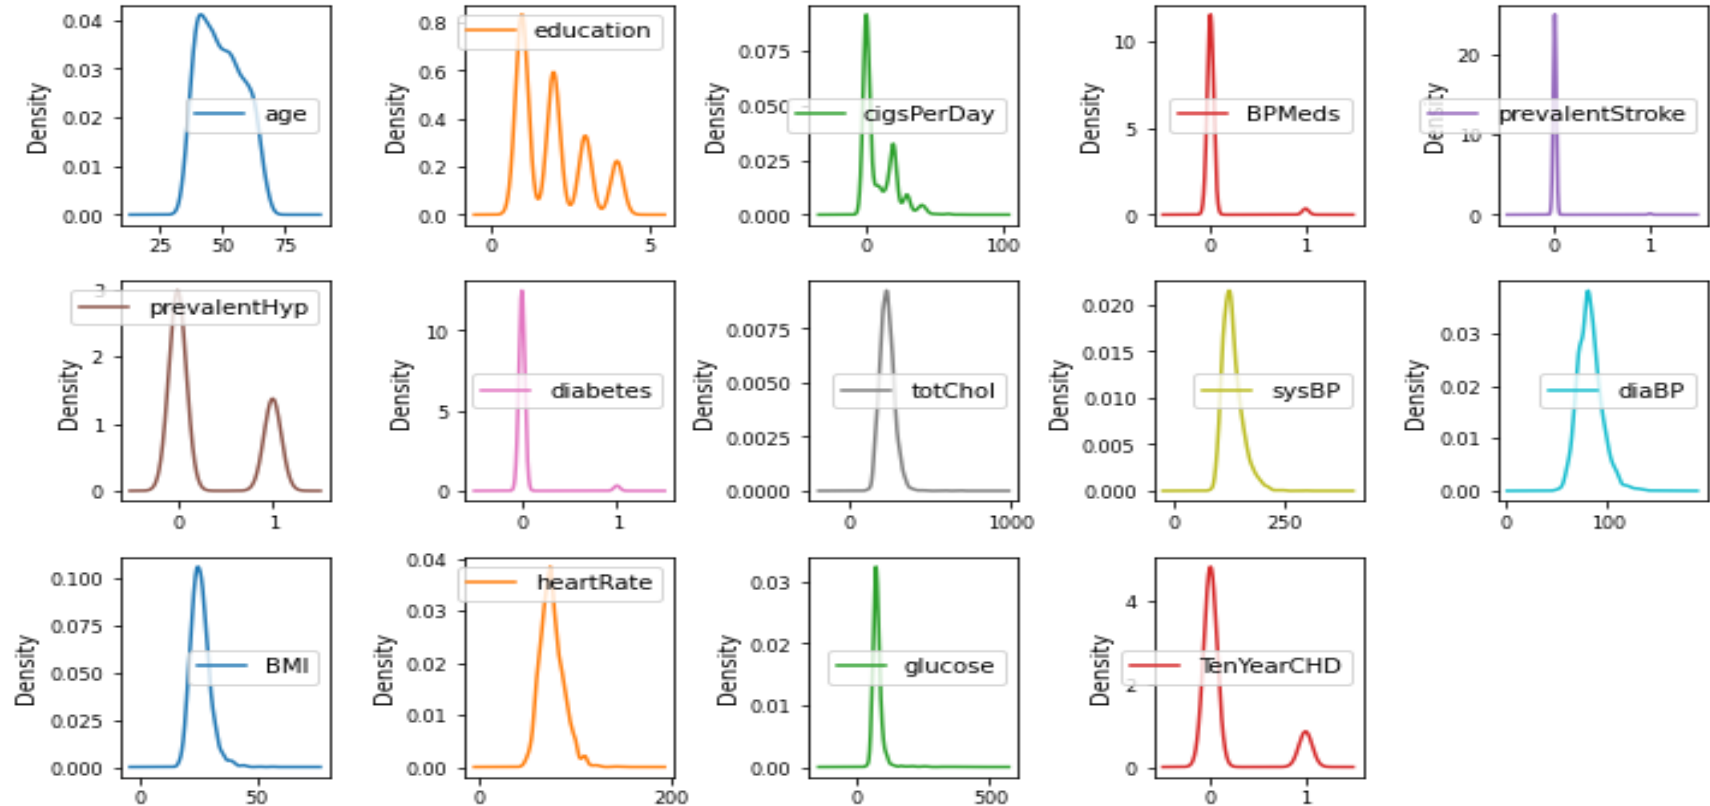 0.04
0.03
0.02
0.01
0.00
Density
age
25 50 75
0.8
0.6
0.4
0.2
0.0
Density
education
0 5
0.075
0.050
0.025
0.000
Density
cigsPerDay
0 100
10
5
0
Density
BPMeds
0 1
20
10
0
Density
prevalentStroke
0 1
3
2
1
0
Density
prevalentHyp
0 1
10
5
0
Density
diabetes
0 1
0.0075
0.0050
0.0025
0.0000
Density
totChol
0 1000
0.020
0.015
0.010
0.005
0.000
Density
sysBP
0 250
0.03
0.02
0.01
0.00
Density
diaBP
0 100
0.100
0.075
0.050
0.025
0.000
Density
BMI
0 50
0.04
0.03
0.02
0.01
0.00
Density
heartRate
0 200
0.03
0.02
0.01
0.00
Density
glucose
0 500
4
2
0
Density
TenYearCHD
0 1